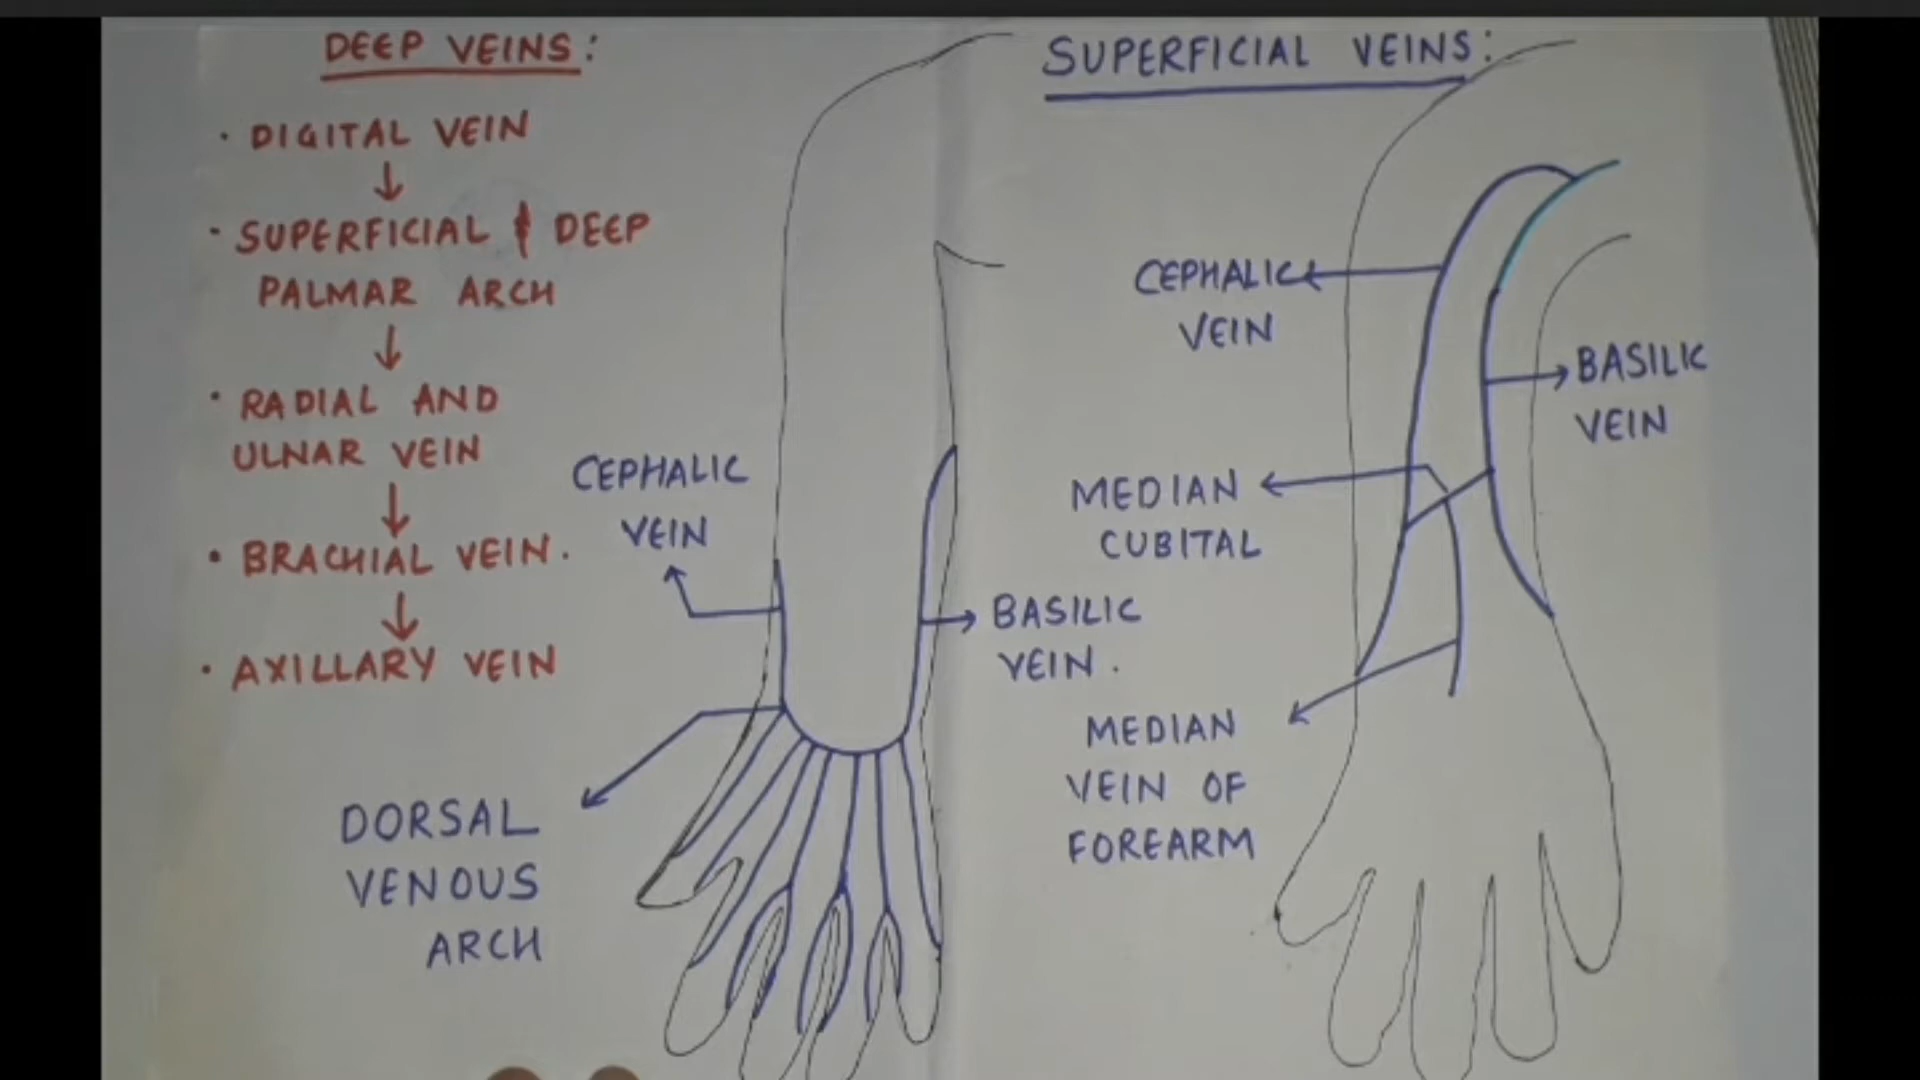 DEEP VEINS:
· DIGITAL VEIN
↓
· SUPERFICIAL & DEEP
PALMAR ARCH
↓
· RADIAL AND
ULNAR VEIN
↓
· BRACHIAL VEIN.
↓
· AXILLARY VEIN
CEPHALIC
VEIN
BASILIC
VEIN.
DORSAL
VENOUS
ARCH
SUPERFICIAL VEINS:
CEPHALIC
VEIN
BASILIC
VEIN
MEDIAN
CUBITAL
MEDIAN
VEIN OF
FOREARM